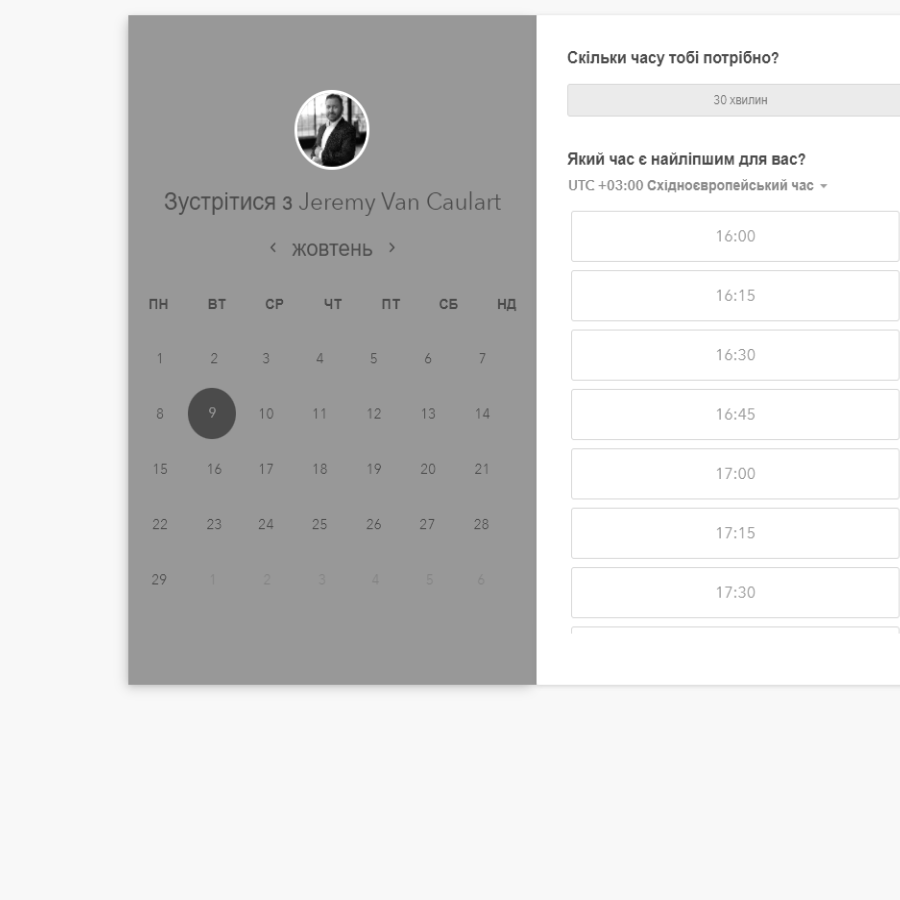 Зустрітися з Jeremy Van Caulart
жовтень
ПН ВТ СР ЧТ ПТ СБ НД
1 2 3 4 5 6 7
8 9 10 11 12 13 14
15 16 17 18 19 20 21
22 23 24 25 26 27 28
29 1 2 3 4 5 6
Скільки часу тобі потрібно?
30 хвилин
Який час є найліпшим для вас?
UTC +03:00 Східноєвропейський час
16:00
16:15
16:30
16:45
17:00
17:15
17:30